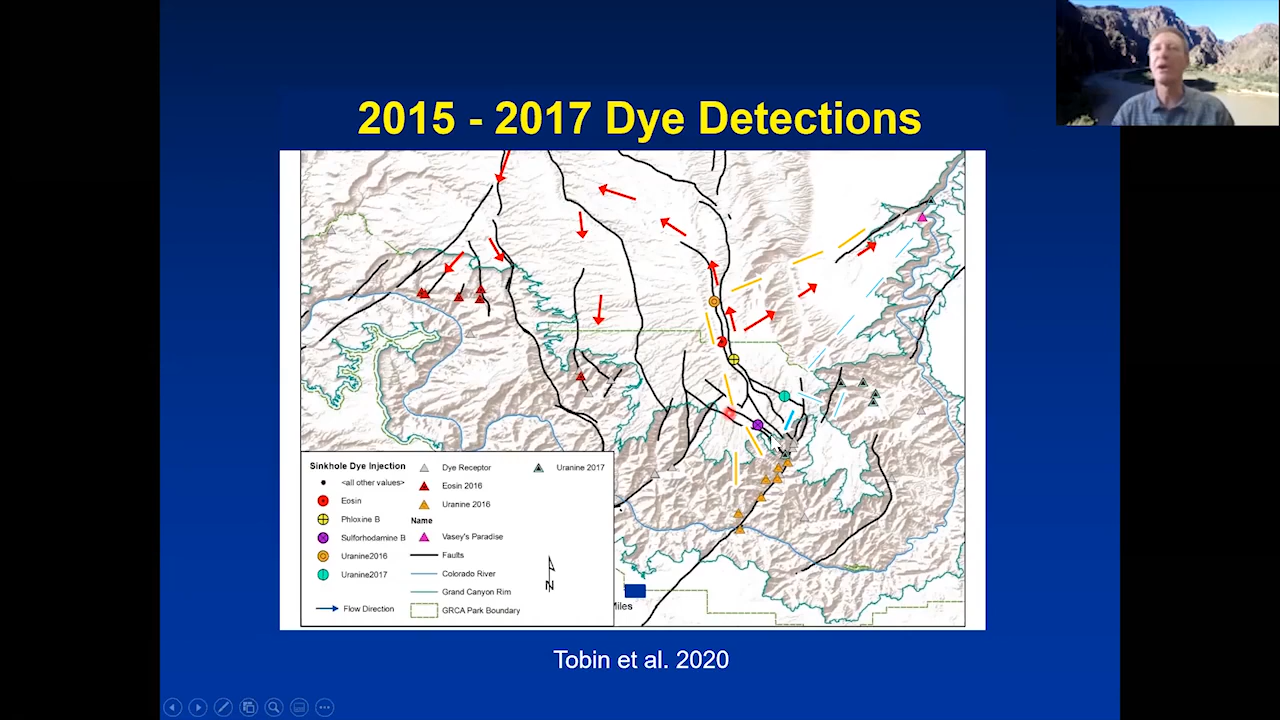 2015 - 2017 Dye Detections
Sinkhole Dye Injection
<all other values>
Eosin
Phloxine B
Sulforhodamine B
Uranine2016
Uranine2017
Flow Direction
Dye Receptor
Eosin 2016
Uranine 2016
Name
Vasey's Paradise
Faults
Colorado River
Grand Canyon Rim
GRCA Park Boundary
Uranine 2017
N
Miles
Tobin et al. 2020